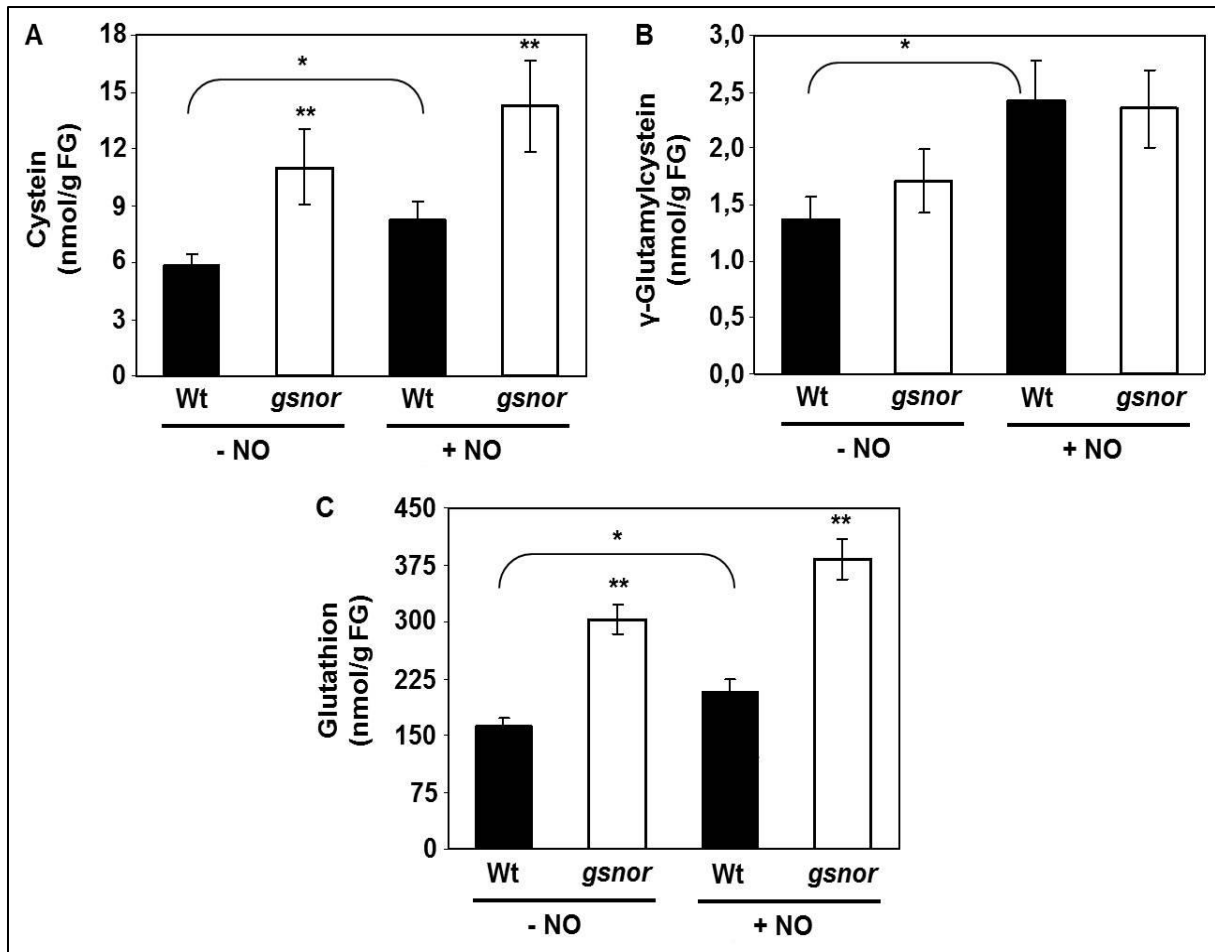 A
Cystein
(nmol/g FG)
18
15
12
9
6
3
0
*
**
**
Wt
gsnor
Wt
gsnor
- NO
+ NO
B
γ-Glutamylcystein
(nmol/g FG)
3,0
2,5
2,0
1,5
1.0
0,5
0,0
*
Wt
gsnor
Wt
gsnor
- NO
+ NO
C
Glutathion
(nmol/g FG)
450
375
300
225
150
75
0
*
**
**
Wt
gsnor
Wt
gsnor
- NO
+ NO